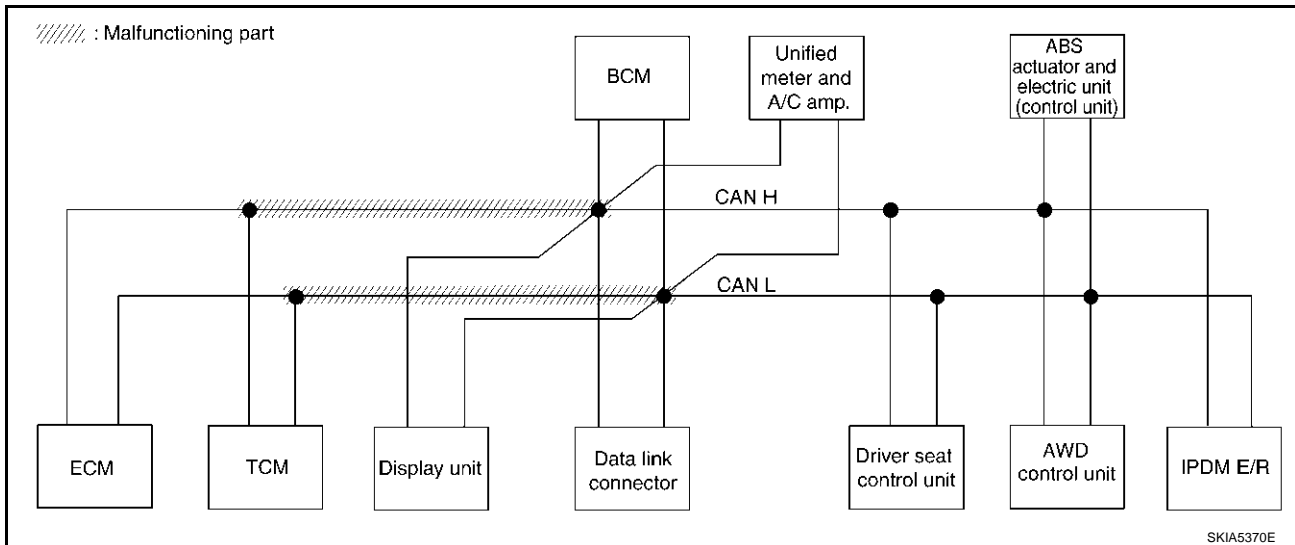 : Malfunctioning part
BCM
Unified
meter and
A/C amp.
ABS
actuator and
electric unit
(control unit)
CAN H
CAN L
ECM
TCM
Display unit
Data link
connector
Driver seat
control unit
AWD
control unit
IPDM E/R
SKIA5370E